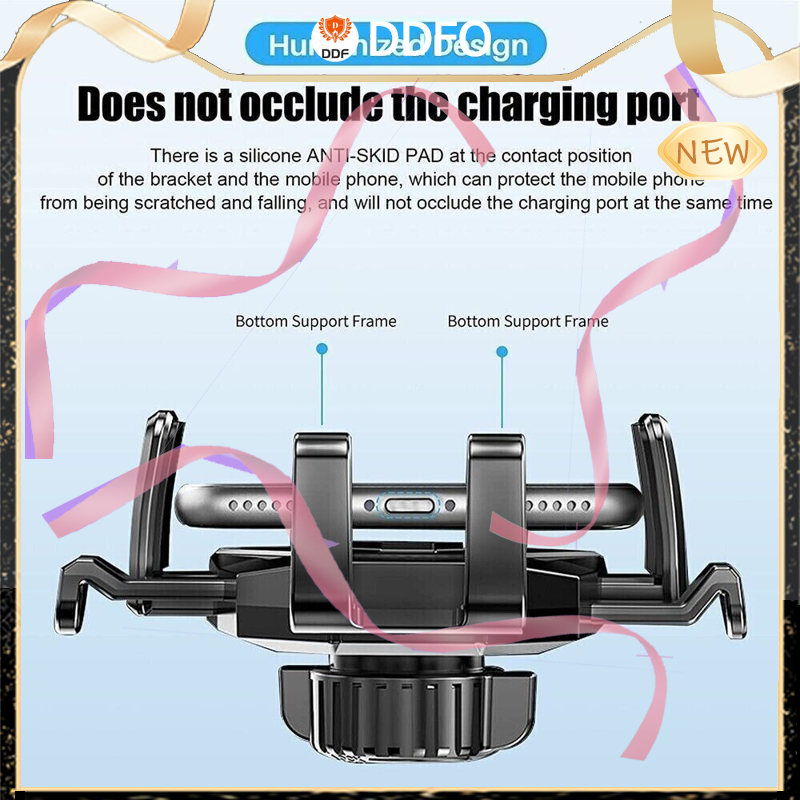 DDFO
DDF
Humanized Design
Does not occlude the charging port
There is a silicone ANTI-SKID PAD at the contact position
of the bracket and the mobile phone, which can protect the mobile phone
from being scratched and falling, and will not occlude the charging port at the same time
NEW
Bottom Support Frame Bottom Support Frame